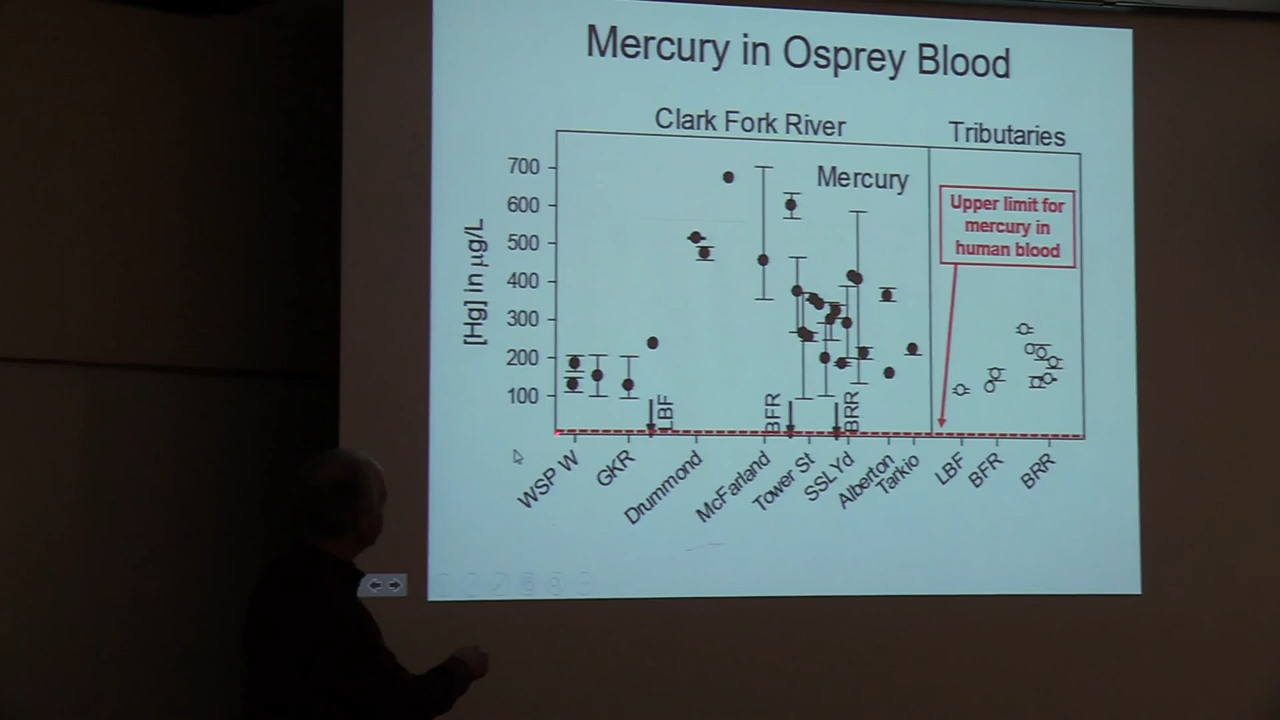 Mercury in Osprey Blood
Clark Fork River
Tributaries
Mercury
Upper limit for
mercury in
human blood
[Hg] in µg/L
700
600
500
400
300
200
100
LBF
BFR
BRR
WSP W
GKR
Drummond
McFarland
Tower St
SSL Yd
Alberton
Tarkio
LBF
BFR
BRR